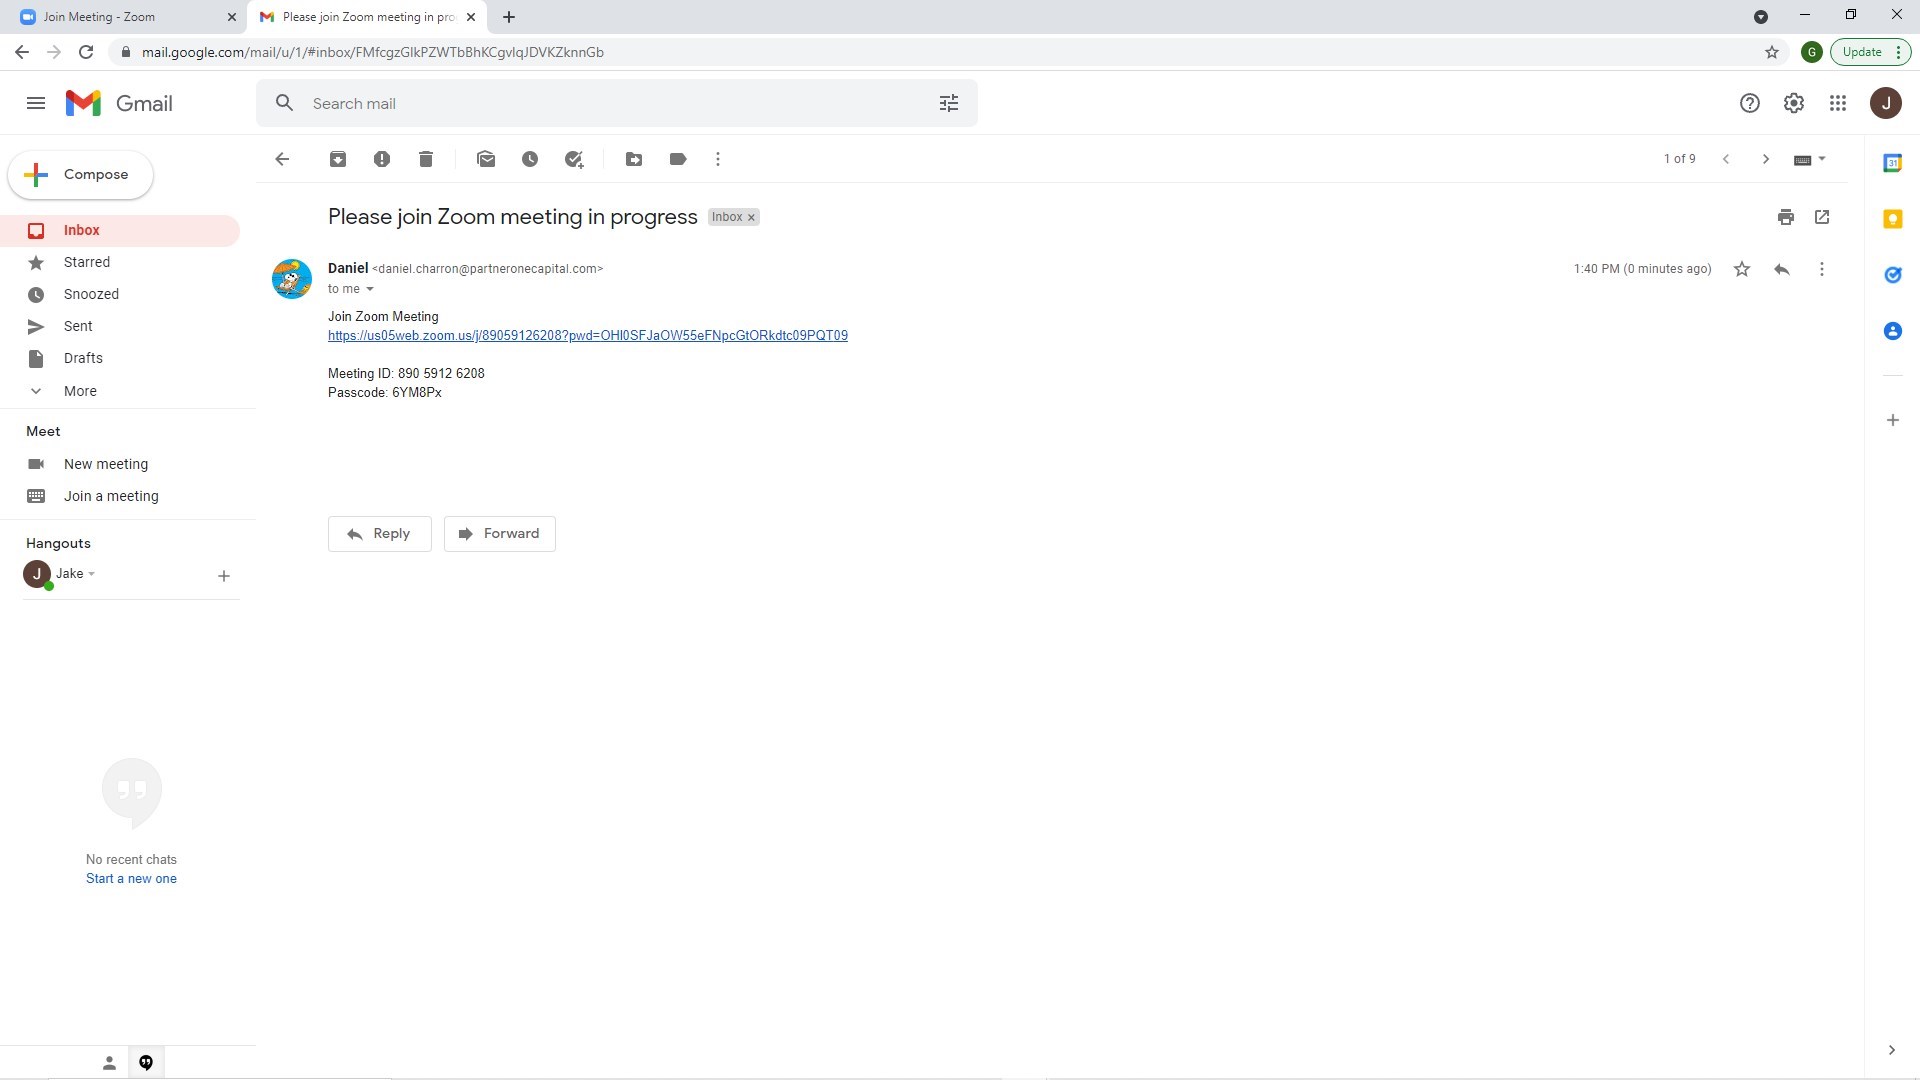 Join Meeting - Zoom
Please join Zoom meeting in pro
mail.google.com/mail/u/1/#inbox/FMfcgzGlkPZWTbBhKCgvlqJDVKZknnGb
G
Update
Gmail
Search mail
J
Compose
1 of 9
31
Inbox
Starred
Snoozed
Sent
Drafts
More
Meet
New meeting
Join a meeting
Hangouts
J
Jake
No recent chats
Start a new one
Please join Zoom meeting in progress
Inbox
Daniel <daniel.charron@partneronecapital.com>
1:40 PM (0 minutes ago)
to me
Join Zoom Meeting
https://us05web.zoom.us/j/89059126208?pwd=OHl0SFJaOW55eFNpcGtORkdtc09PQT09
Meeting ID: 890 5912 6208
Passcode: 6YM8Px
Reply
Forward